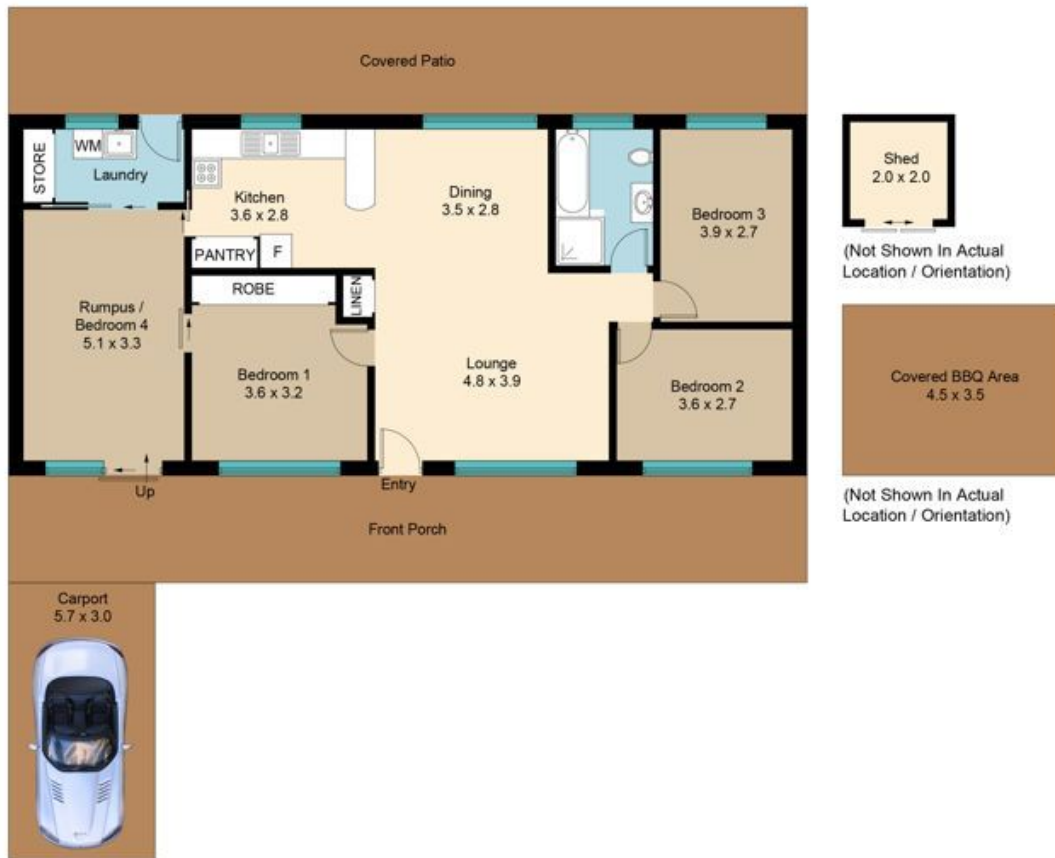 Covered Patio
STORE
WM
Laundry
Kitchen
3.6 x 2.8
PANTRY
F
Dining
3.5 x 2.8
Bedroom 3
3.9 x 2.7
Shed
2.0 x 2.0
(Not Shown In Actual
Location / Orientation)
Rumpus /
Bedroom 4
5.1 x 3.3
ROBE
LINEN
Bedroom 1
3.6 x 3.2
Lounge
4.8 x 3.9
Bedroom 2
3.6 x 2.7
Covered BBQ Area
4.5 x 3.5
(Not Shown In Actual
Location / Orientation)
Up
Entry
Front Porch
Carport
5.7 x 3.0